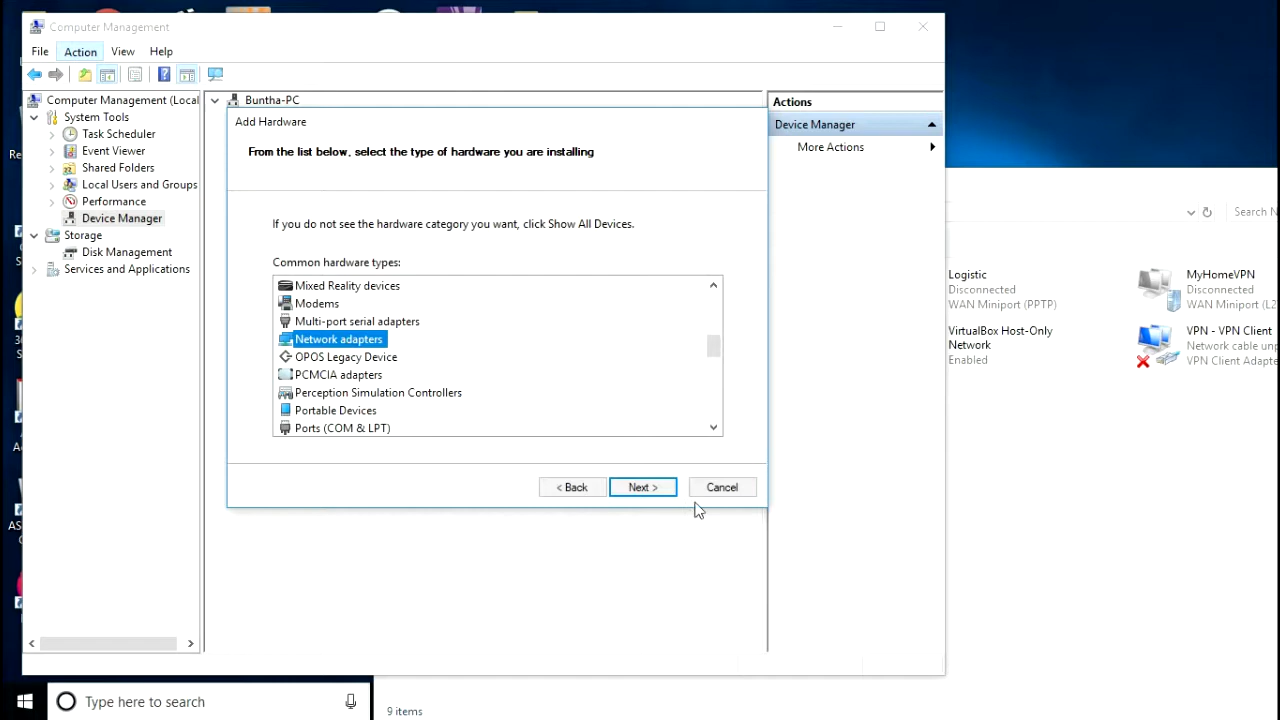 Computer Management
File Action View Help
Computer Management (Local
System Tools
Task Scheduler
Event Viewer
Shared Folders
Local Users and Groups
Performance
Device Manager
Storage
Disk Management
Services and Applications
Buntha-PC
Add Hardware
From the list below, select the type of hardware you are installing
If you do not see the hardware category you want, click Show All Devices.
Common hardware types:
Mixed Reality devices
Modems
Multi-port serial adapters
Network adapters
OPOS Legacy Device
PCMCIA adapters
Perception Simulation Controllers
Portable Devices
Ports (COM & LPT)
< Back Next > Cancel
Actions
Device Manager
More Actions
Search N
Logistic
Disconnected
WAN Miniport (PPTP)
MyHomeVPN
Disconnected
WAN Miniport (L2
VirtualBox Host-Only
Network
Enabled
VPN - VPN Client
Network cable unp
VPN Client Adapte
Type here to search
9 items